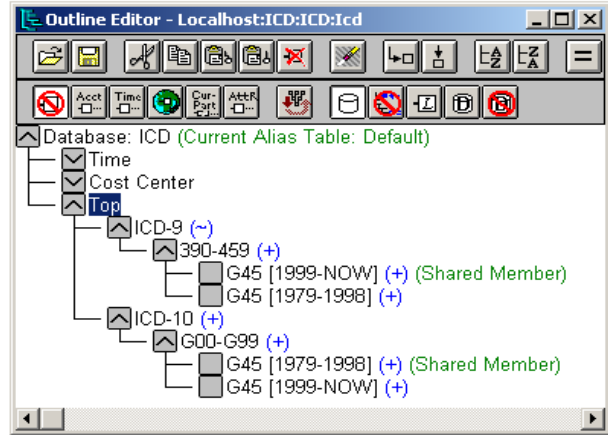 Outline Editor - Localhost:ICD:ICD:Icd
A Z Z A
Acct Time Cur- Part AttR
Database: ICD (Current Alias Table: Default)
Time
Cost Center
Top
ICD-9 (~)
390-459 (+)
G45 [1999-NOW] (+) (Shared Member)
G45 [1979-1998] (+)
ICD-10 (+)
G00-G99 (+)
G45 [1979-1998] (+) (Shared Member)
G45 [1999-NOW] (+)